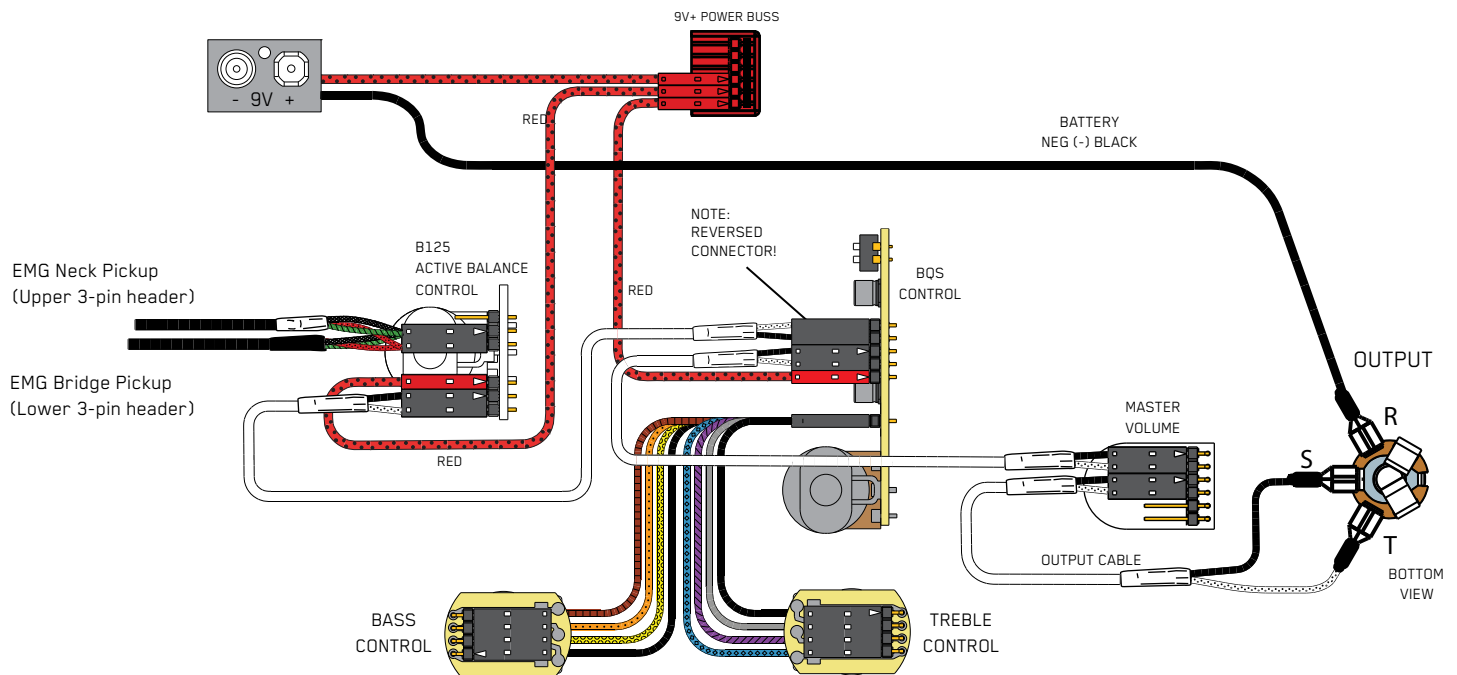 9V+ POWER BUSS
- 9V +
RED
BATTERY
NEG (-) BLACK
NOTE:
REVERSED
CONNECTOR!
B125
ACTIVE BALANCE
CONTROL
EMG Neck Pickup
(Upper 3-pin header)
BQS
CONTROL
RED
OUTPUT
EMG Bridge Pickup
(Lower 3-pin header)
R
MASTER
VOLUME
RED
S
T
OUTPUT CABLE
BOTTOM
VIEW
BASS
CONTROL
TREBLE
CONTROL